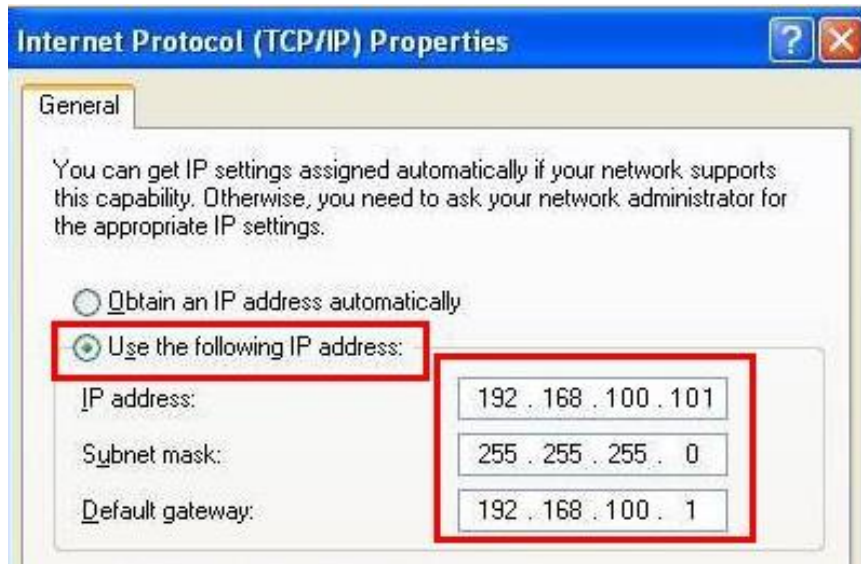 Internet Protocol (TCP/IP) Properties
General
You can get IP settings assigned automatically if your network supports
this capability. Otherwise, you need to ask your network administrator for
the appropriate IP settings.
Obtain an IP address automatically
Use the following IP address:
IP address: 192 . 168 . 100 . 101
Subnet mask: 255 . 255 . 255 . 0
Default gateway: 192 . 168 . 100 . 1